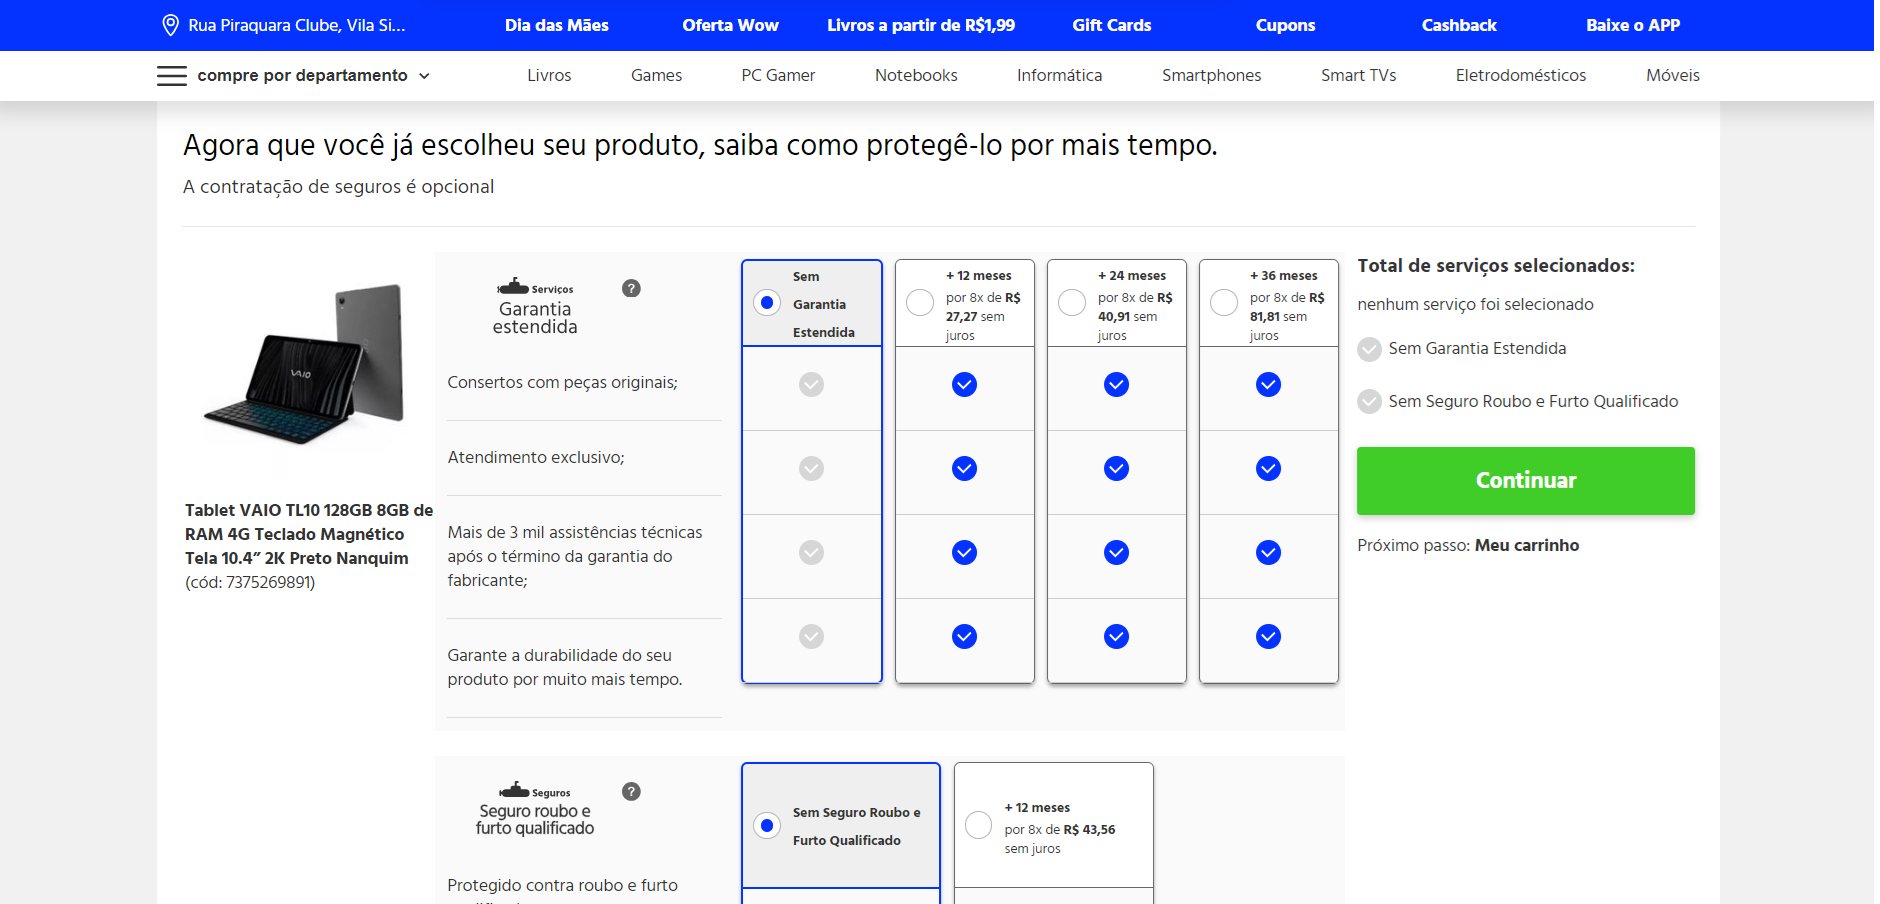 Rua Piraquara Clube, Vila Si...
Dia das Mães
Oferta Wow
Livros a partir de R$1,99
Gift Cards
Cupons
Cashback
Baixe o APP
compre por departamento
Livros
Games
PC Gamer
Notebooks
Informática
Smartphones
Smart TVs
Eletrodomésticos
Móveis
Agora que você já escolheu seu produto, saiba como protegê-lo por mais tempo.
A contratação de seguros é opcional
VAIO
Tablet VAIO TL10 128GB 8GB de
RAM 4G Teclado Magnético
Tela 10.4” 2K Preto Nanquim
(cód: 7375269891)
Serviços
Garantia
estendida
?
Sem
Garantia
Estendida
+ 12 meses
por 8x de R$
27,27 sem
juros
+ 24 meses
por 8x de R$
40,91 sem
juros
+ 36 meses
por 8x de R$
81,81 sem
juros
Consertos com peças originais;
Atendimento exclusivo;
Mais de 3 mil assistências técnicas
após o término da garantia do
fabricante;
Garante a durabilidade do seu
produto por muito mais tempo.
Total de serviços selecionados:
nenhum serviço foi selecionado
Sem Garantia Estendida
Sem Seguro Roubo e Furto Qualificado
Continuar
Próximo passo: Meu carrinho
Seguros
Seguro roubo e
furto qualificado
?
Sem Seguro Roubo e
Furto Qualificado
+ 12 meses
por 8x de R$ 43,56
sem juros
Protegido contra roubo e furto